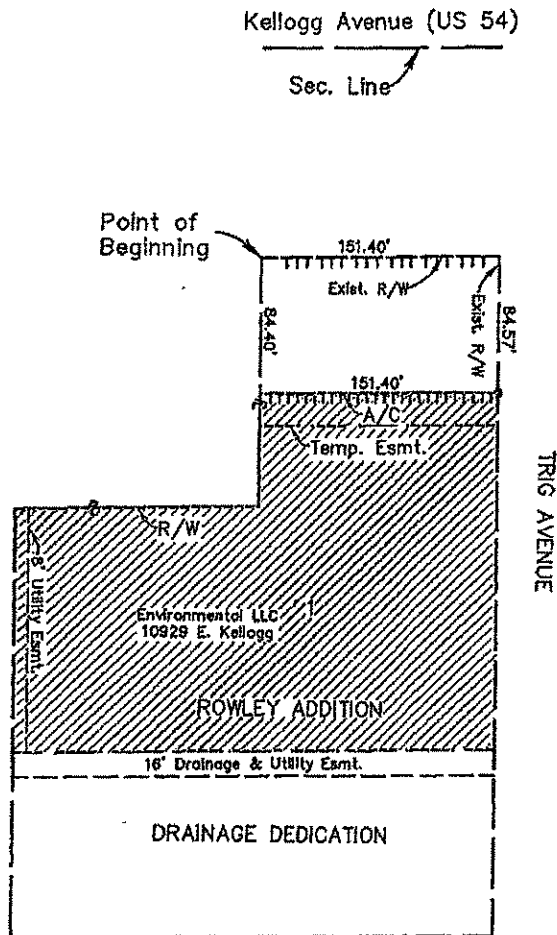 Kellogg Avenue (US 54)
Sec. Line
Point of
Beginning
151.40'
Exist. R/W
Exist. R/W
84.40'
84.57'
151.40'
A/C
Temp. Esmt.
TRIG AVENUE
R/W
8' Utility Esmt.
Environmental LLC
10929 E. Kellogg
1
ROWLEY ADDITION
16' Drainage & Utility Esmt.
DRAINAGE DEDICATION